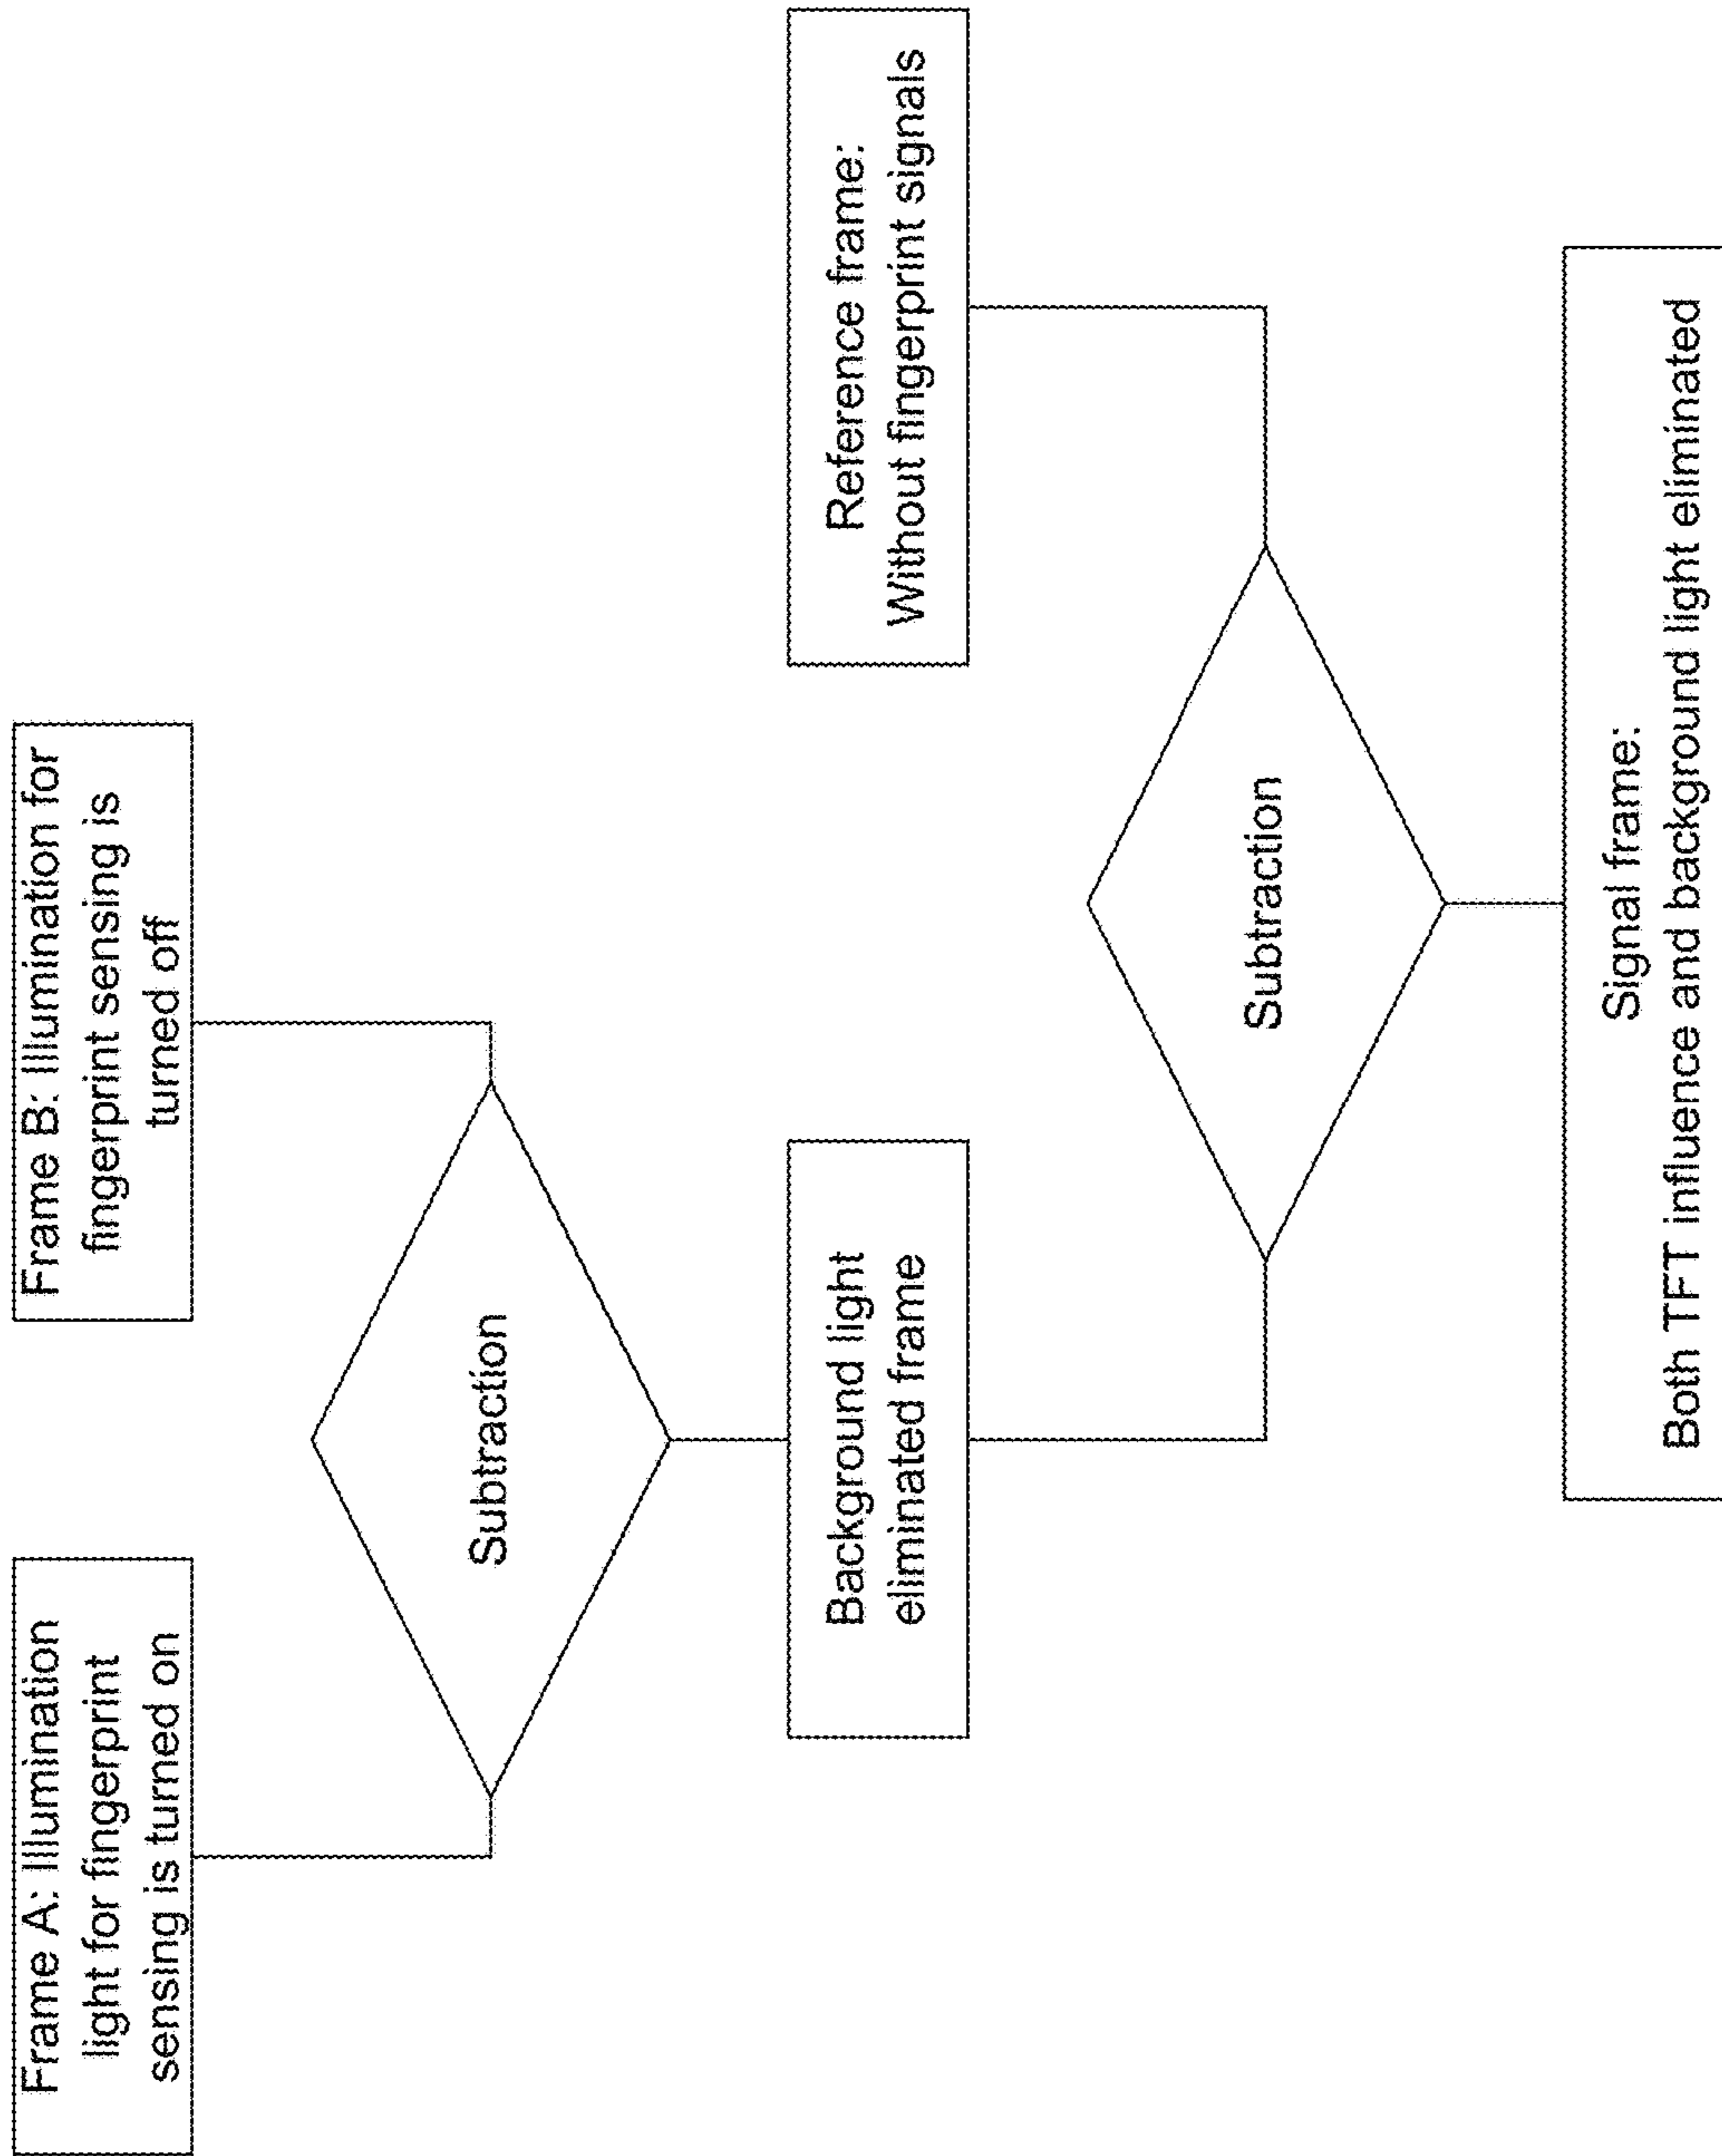 Frame A: Illumination
light for fingerprint
sensing is turned on
Frame B: Illumination for
fingerprint sensing is
turned off
Subtraction
Background light
eliminated frame
Reference frame:
Without fingerprint signals
Subtraction
Signal frame:
Both TFT influence and background light eliminated